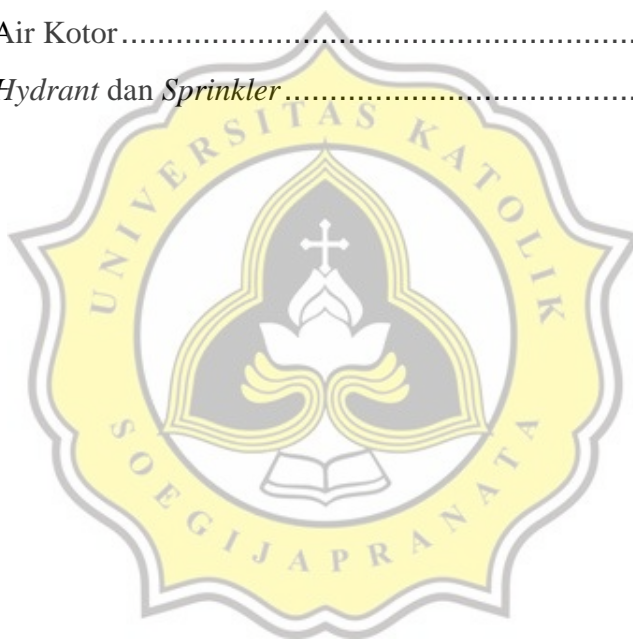 Air Kotor..............................................
Hydrant dan Sprinkler..............................
UNIVERSITAS KATOLIK
SOEGIJAPRANATA